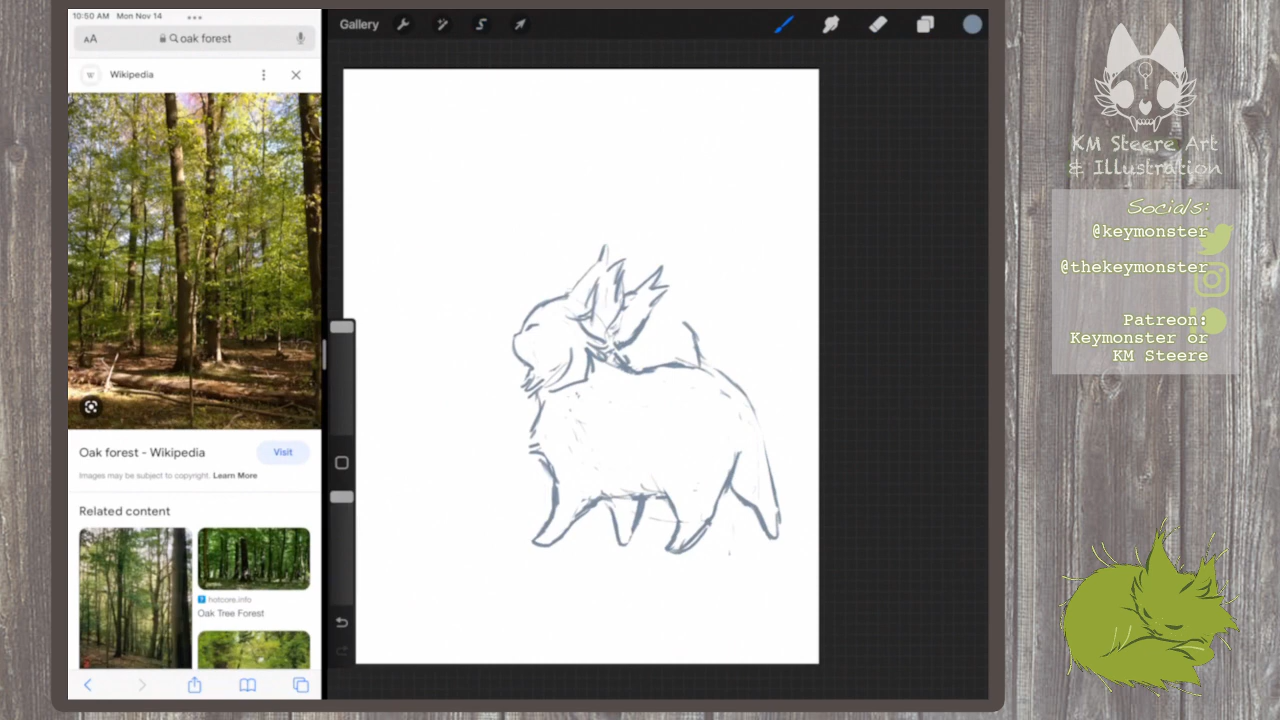 10:50 AM Mon Nov 14
AA
oak forest
W
Wikipedia
Oak forest - Wikipedia
Visit
Images may be subject to copyright. Learn More
Related content
hotcore.info
Oak Tree Forest
Gallery
S
KM Steere Art
& Illustration
Socials:
@keymonster
@thekeymonster
Patreon:
Keymonster or
KM Steere